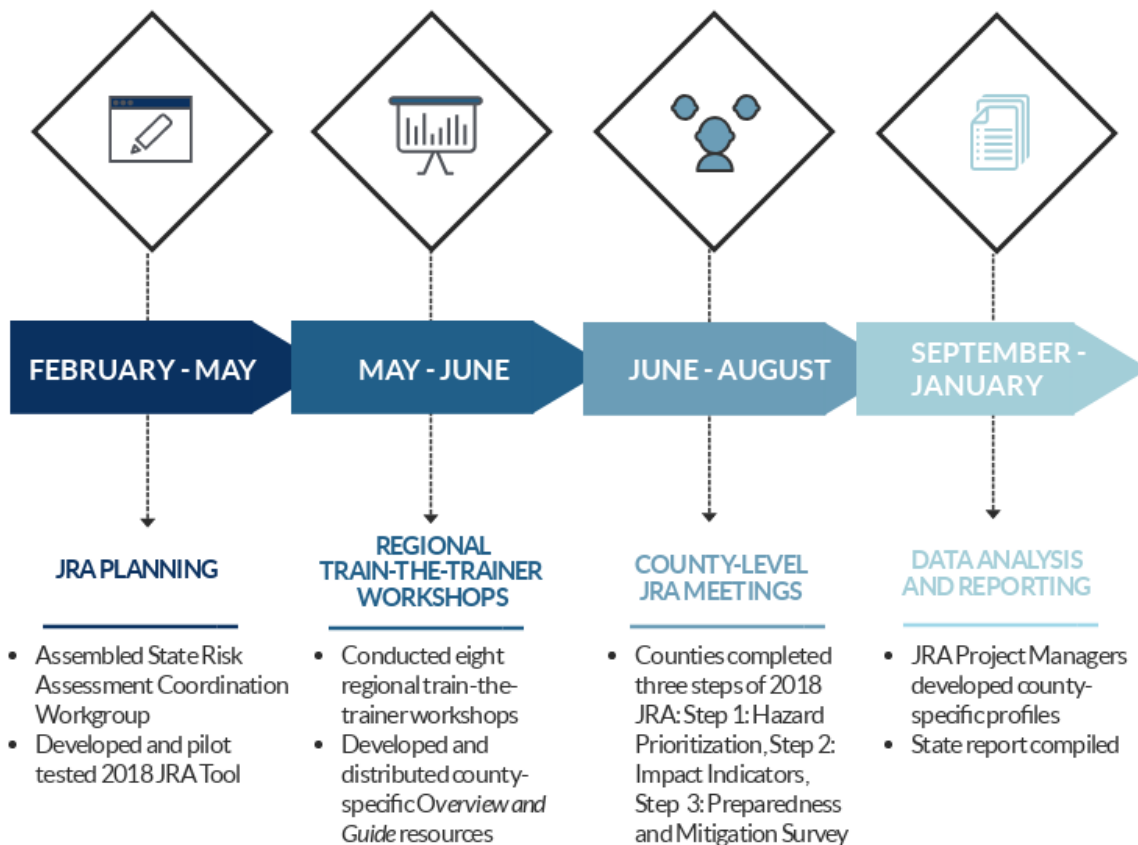 FEBRUARY - MAY
MAY - JUNE
JUNE - AUGUST
SEPTEMBER -
JANUARY
JRA PLANNING
• Assembled State Risk
Assessment Coordination
Workgroup
• Developed and pilot
tested 2018 JRA Tool
REGIONAL
TRAIN-THE-TRAINER
WORKSHOPS
• Conducted eight
regional train-the-
trainer workshops
• Developed and
distributed county-
specific Overview and
Guide resources
COUNTY-LEVEL
JRA MEETINGS
• Counties completed
three steps of 2018
JRA: Step 1: Hazard
Prioritization, Step 2:
Impact Indicators,
Step 3: Preparedness
and Mitigation Survey
DATA ANALYSIS
AND REPORTING
• JRA Project Managers
developed county-
specific profiles
• State report compiled